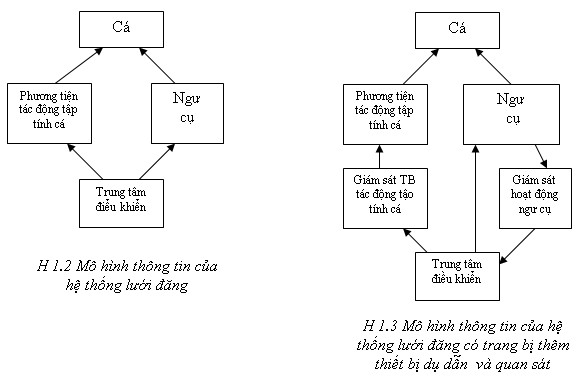 Cá
Phương tiện
tác động tập
tính cá
Ngư
cụ
Trung tâm
điểu khiển
H 1.2 Mô hình thông tin của
hệ thống lưới đăng
Cá
Phương tiện
tác động tập
tính cá
Ngư
cụ
Giám sát TB
tác động tạo
tính cá
Giám sát
hoạt động
ngư cụ
Trung tâm
điều khiển
H 1.3 Mô hình thông tin của hệ
thống lưới đăng có trang bị thêm
thiết bị dụ dẫn và quan sát